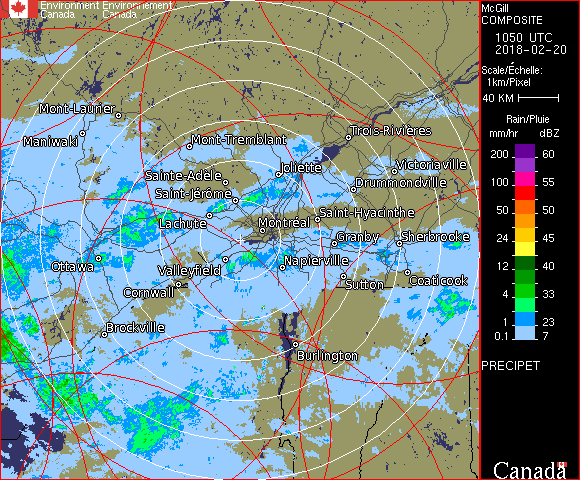 Environment Environnement
Canada Canada
McGill
COMPOSITE
1050 UTC
2018-02-20
Scale/Échelle:
1km/Pixel
40 KM
Rain/Pluie
mm/hr dBZ
200 60
100 55
50 50
24 45
12 40
4 33
1 23
0.1 7
PRECIPET
Canada
Mont-Laurier
Maniwaki
Mont-Tremblant
Trois-Rivières
Sainte-Adèle
Joliette
Victoriaville
Saint-Jérôme
Drummondville
Lachute
Montréal
Saint-Hyacinthe
Granby
Sherbrooke
Ottawa
Valleyfield
Napierville
Cornwall
Sutton
Coaticook
Brockville
Burlington